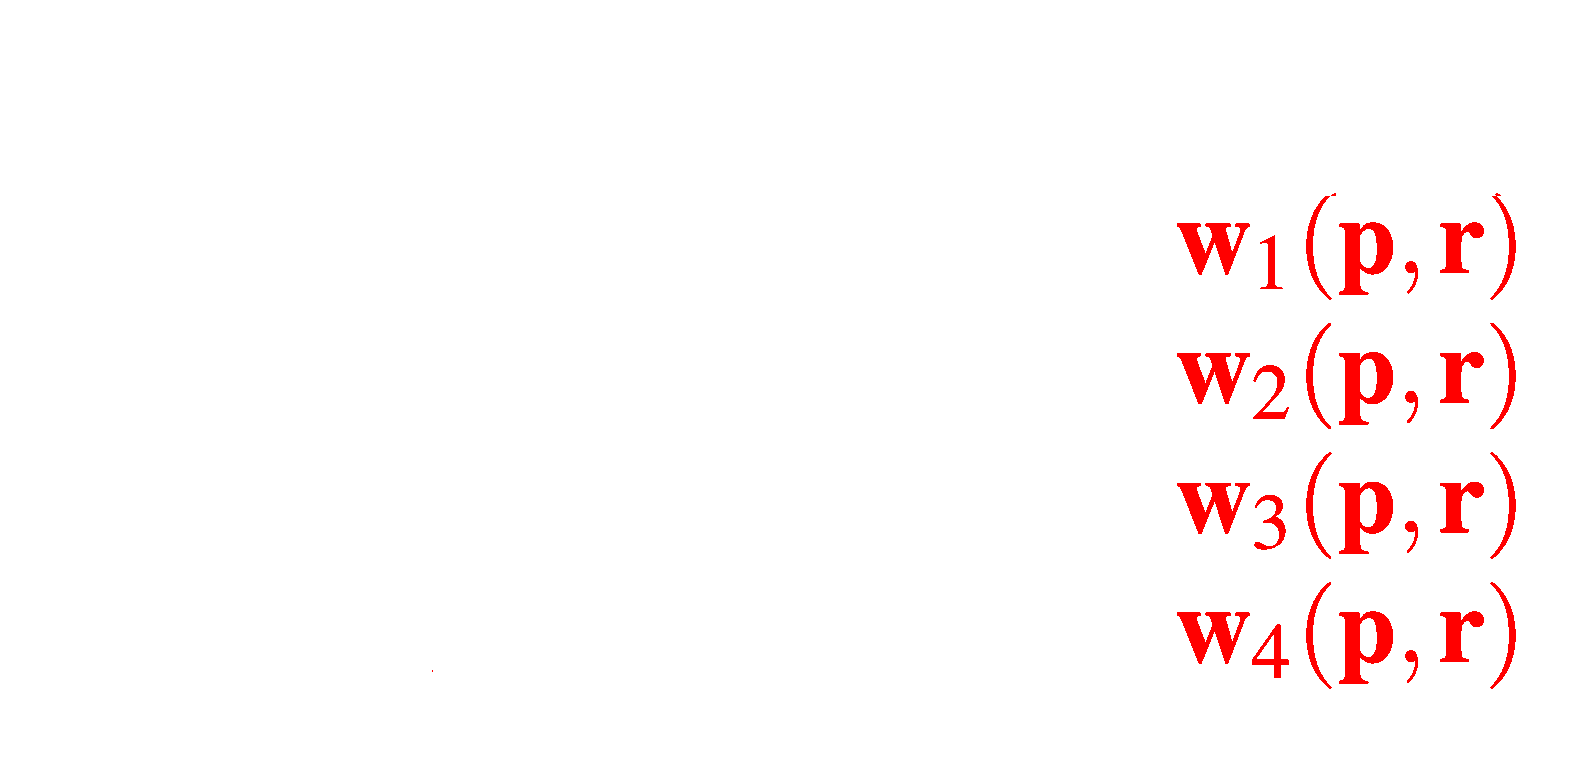 w₁(p, r)
w₂(p, r)
w₃(p, r)
w₄(p, r)